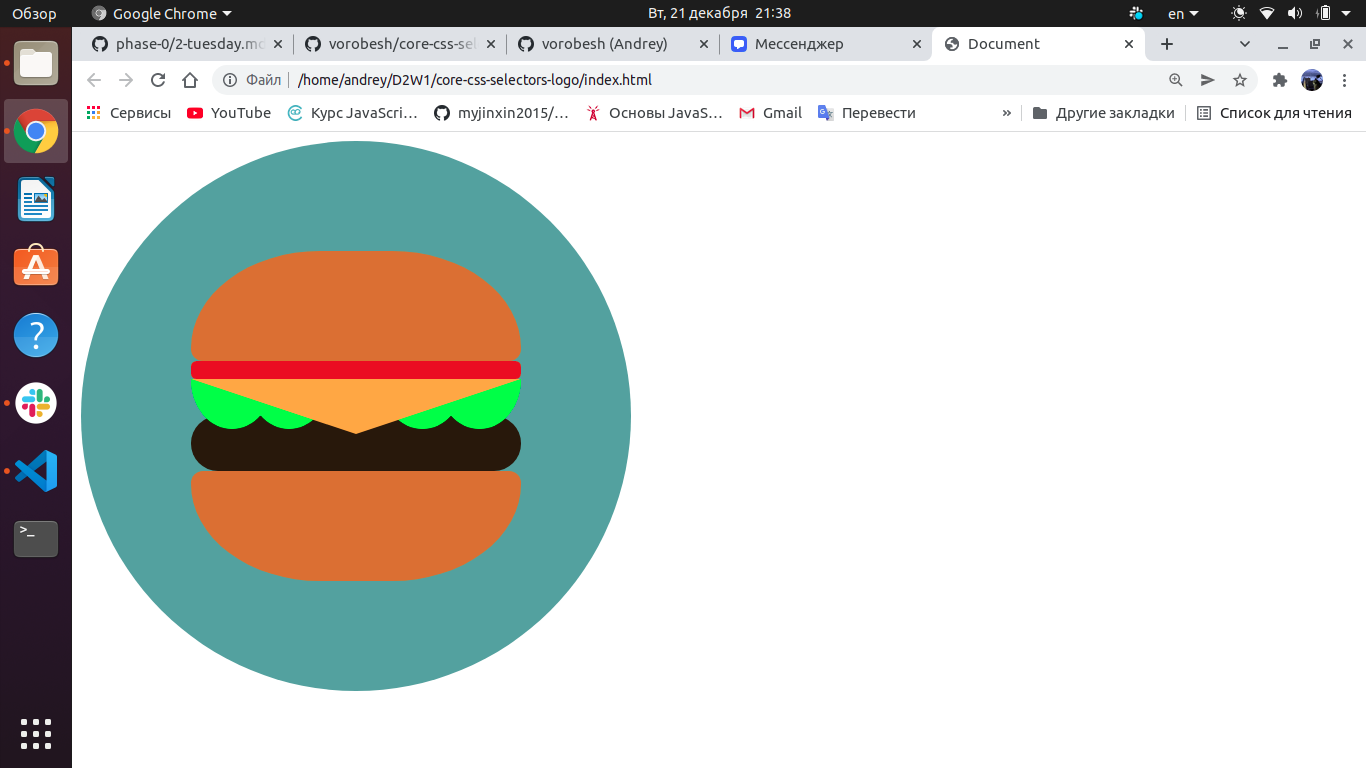 Обзор
Google Chrome
Вт, 21 декабря 21:38
en
phase-0/2-tuesday.md
vorobesh/core-css-sel
vorobesh (Andrey)
Мессенджер
Document
Файл
/home/andrey/D2W1/core-css-selectors-logo/index.html
Сервисы
YouTube
Курс JavaScri…
myjinxin2015/…
Основы JavaS…
Gmail
Перевести
»
Другие закладки
Список для чтения
>_